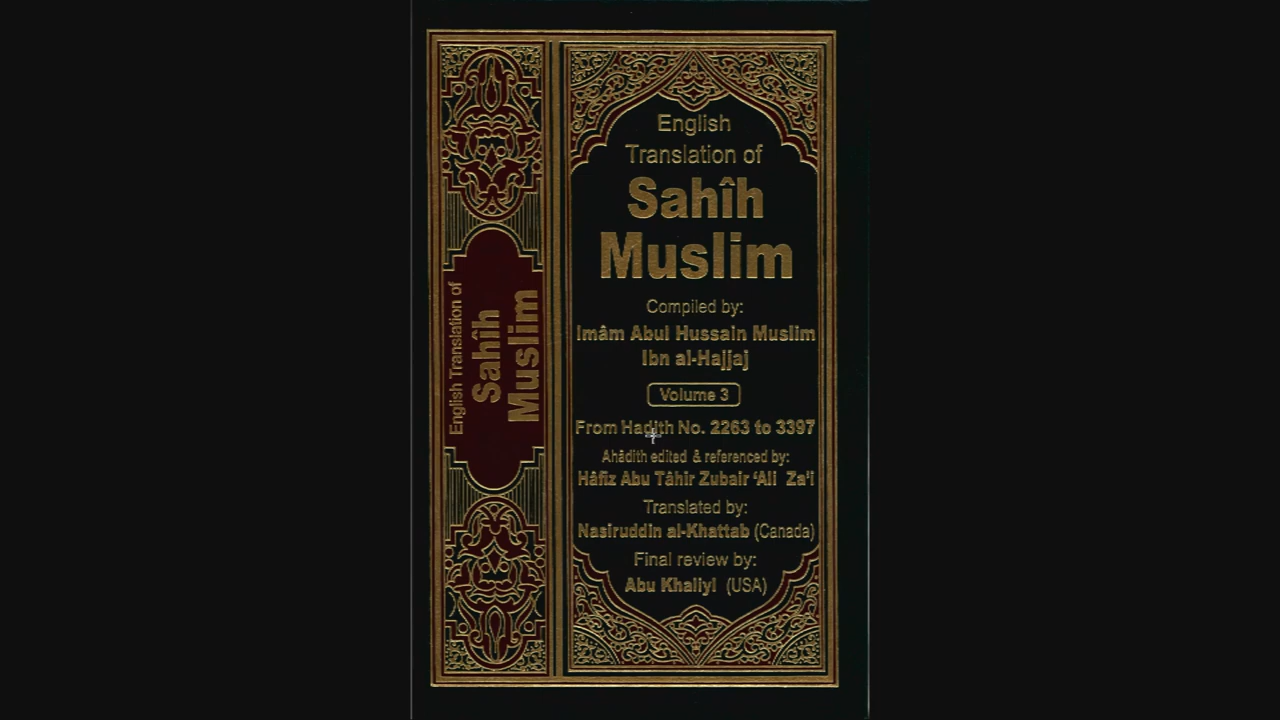 English Translation of
Sahîh
Muslim
English
Translation of
Sahîh
Muslim
Compiled by:
Imâm Abul Hussain Muslim
Ibn al-Hajjaj
Volume 3
From Hadith No. 2263 to 3397
Ahâdith edited & referenced by:
Hâfiz Abu Tâhir Zubair ‘Ali Za'i
Translated by:
Nasiruddin al-Khattab (Canada)
Final review by:
Abu Khaliyl (USA)